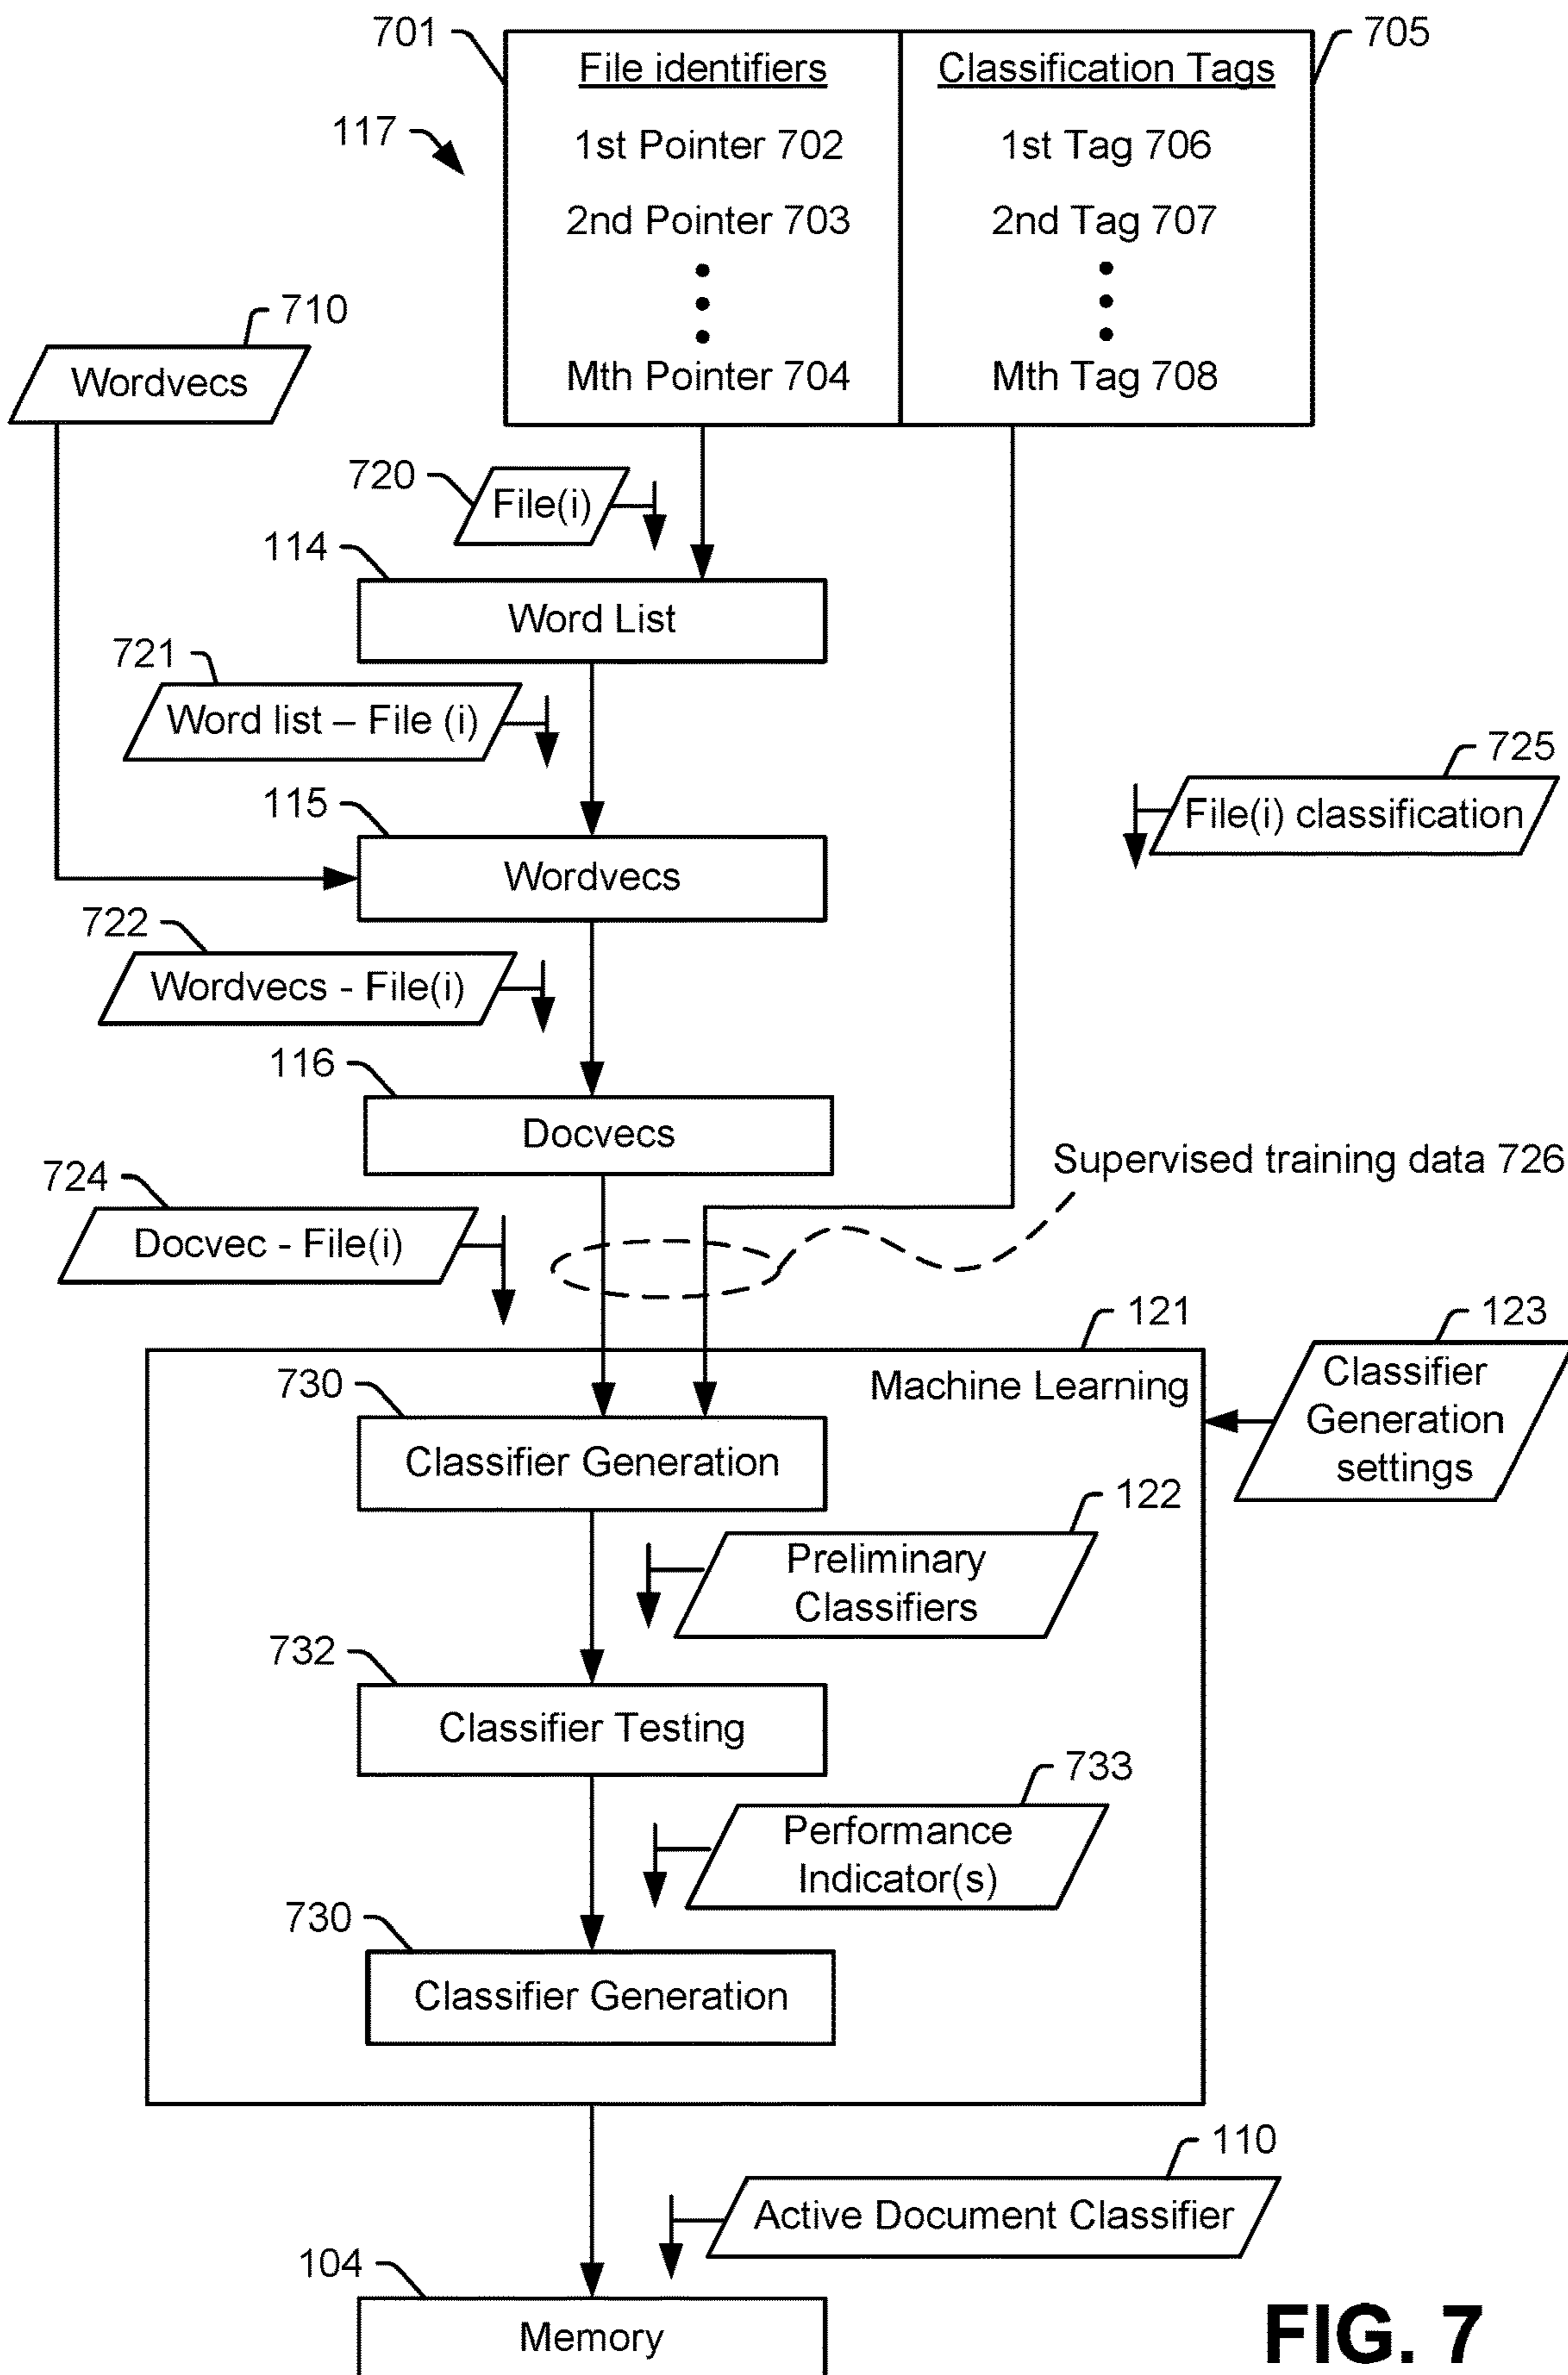 701
705
File identifiers
Classification Tags
117
1st Pointer 702
1st Tag 706
2nd Pointer 703
2nd Tag 707
710
Wordvecs
Mth Pointer 704
Mth Tag 708
720
File(i)
114
Word List
721
Word list – File (i)
725
File(i) classification
115
Wordvecs
722
Wordvecs - File(i)
116
Docvecs
Supervised training data 726
724
Docvec - File(i)
121
123
Machine Learning
Classifier
Generation
settings
730
Classifier Generation
122
Preliminary
Classifiers
732
Classifier Testing
733
Performance
Indicator(s)
730
Classifier Generation
110
Active Document Classifier
104
Memory
FIG. 7